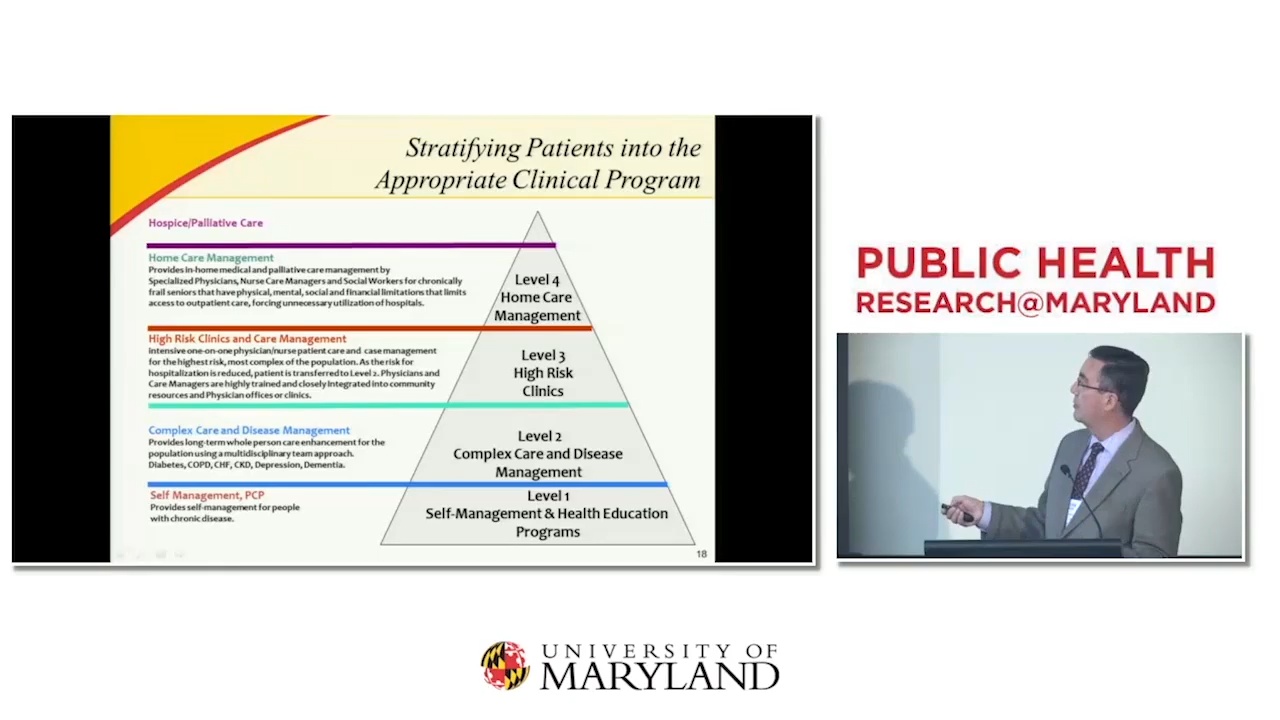 Stratifying Patients into the
Appropriate Clinical Program
Hospice/Palliative Care
Home Care Management
Provides in-home medical and palliative care management by
Specialized Physicians, Nurse Care Managers and Social Workers for chronically
frail seniors that have physical, mental, social and financial limitations that limits
access to outpatient care, forcing unnecessary utilization of hospitals.
Level 4
Home Care
Management
High Risk Clinics and Care Management
Intensive one-on-one physician/nurse patient care and case management
for the highest risk, most complex of the population. As the risk for
hospitalization is reduced, patient is transferred to Level 2. Physicians and
Care Managers are highly trained and closely integrated into community
resources and Physician offices or clinics.
Level 3
High Risk
Clinics
Complex Care and Disease Management
Provides long-term whole person care enhancement for the
population using a multidisciplinary team approach.
Diabetes, COPD, CHF, CKD, Depression, Dementia.
Level 2
Complex Care and Disease
Management
Self Management, PCP
Provides self-management for people
with chronic disease.
Level 1
Self-Management & Health Education
Programs
18
PUBLIC HEALTH
RESEARCH@MARYLAND
UNIVERSITY OF
MARYLAND